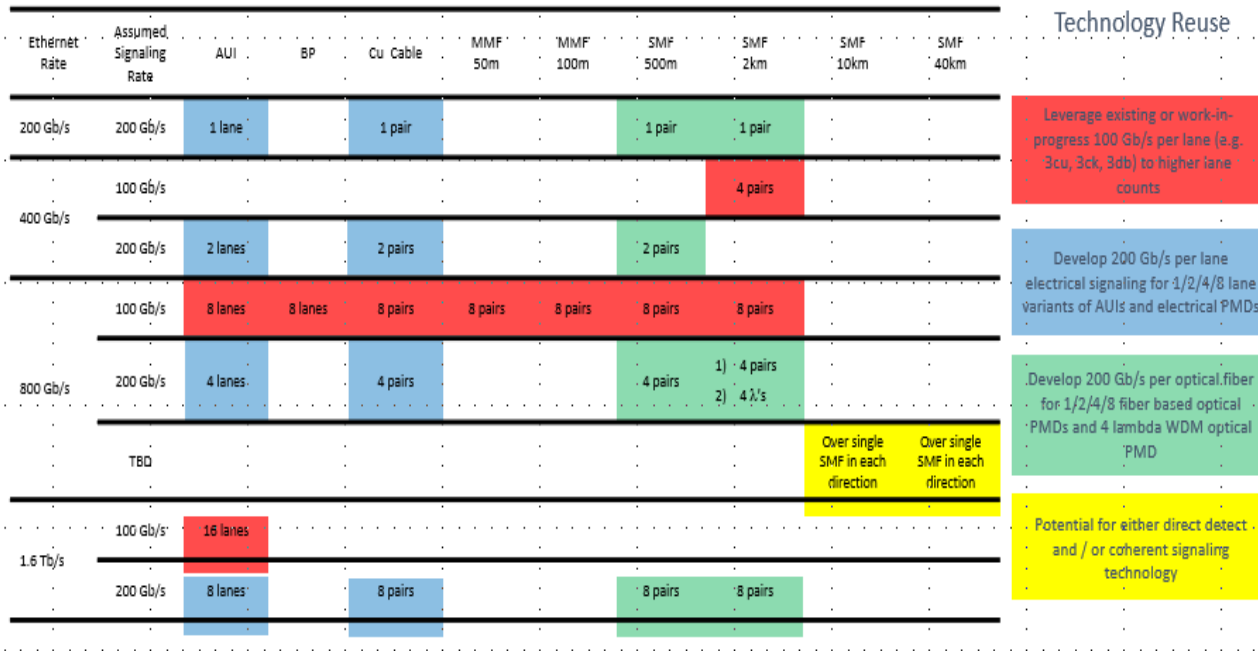 Technology Reuse
Ethernet Rate
Assumed Signaling Rate
AUI
BP
Cu Cable
MMF 50m
MMF 100m
SMF 500m
SMF 2km
SMF 10km
SMF 40km
200 Gb/s
200 Gb/s
1 lane
1 pair
1 pair
1 pair
400 Gb/s
100 Gb/s
4 pairs
200 Gb/s
2 lanes
2 pairs
2 pairs
800 Gb/s
100 Gb/s
8 lanes
8 lanes
8 pairs
8 pairs
8 pairs
8 pairs
8 pairs
200 Gb/s
4 lanes
4 pairs
4 pairs
1) 4 pairs
2) 4 λ's
TBD
Over single
SMF in each
direction
Over single
SMF in each
direction
1.6 Tb/s
100 Gb/s
16 lanes
200 Gb/s
8 lanes
8 pairs
8 pairs
8 pairs
Leverage existing or work-in-
progress 100 Gb/s per lane (e.g.
3cu, 3ck, 3db) to higher lane
counts
Develop 200 Gb/s per lane
electrical signaling for 1/2/4/8 lane
variants of AUIs and electrical PMDs
Develop 200 Gb/s per optical fiber
for 1/2/4/8 fiber based optical
PMDs and 4 lambda WDM optical
PMD
Potential for either direct detect
and / or coherent signaling
technology